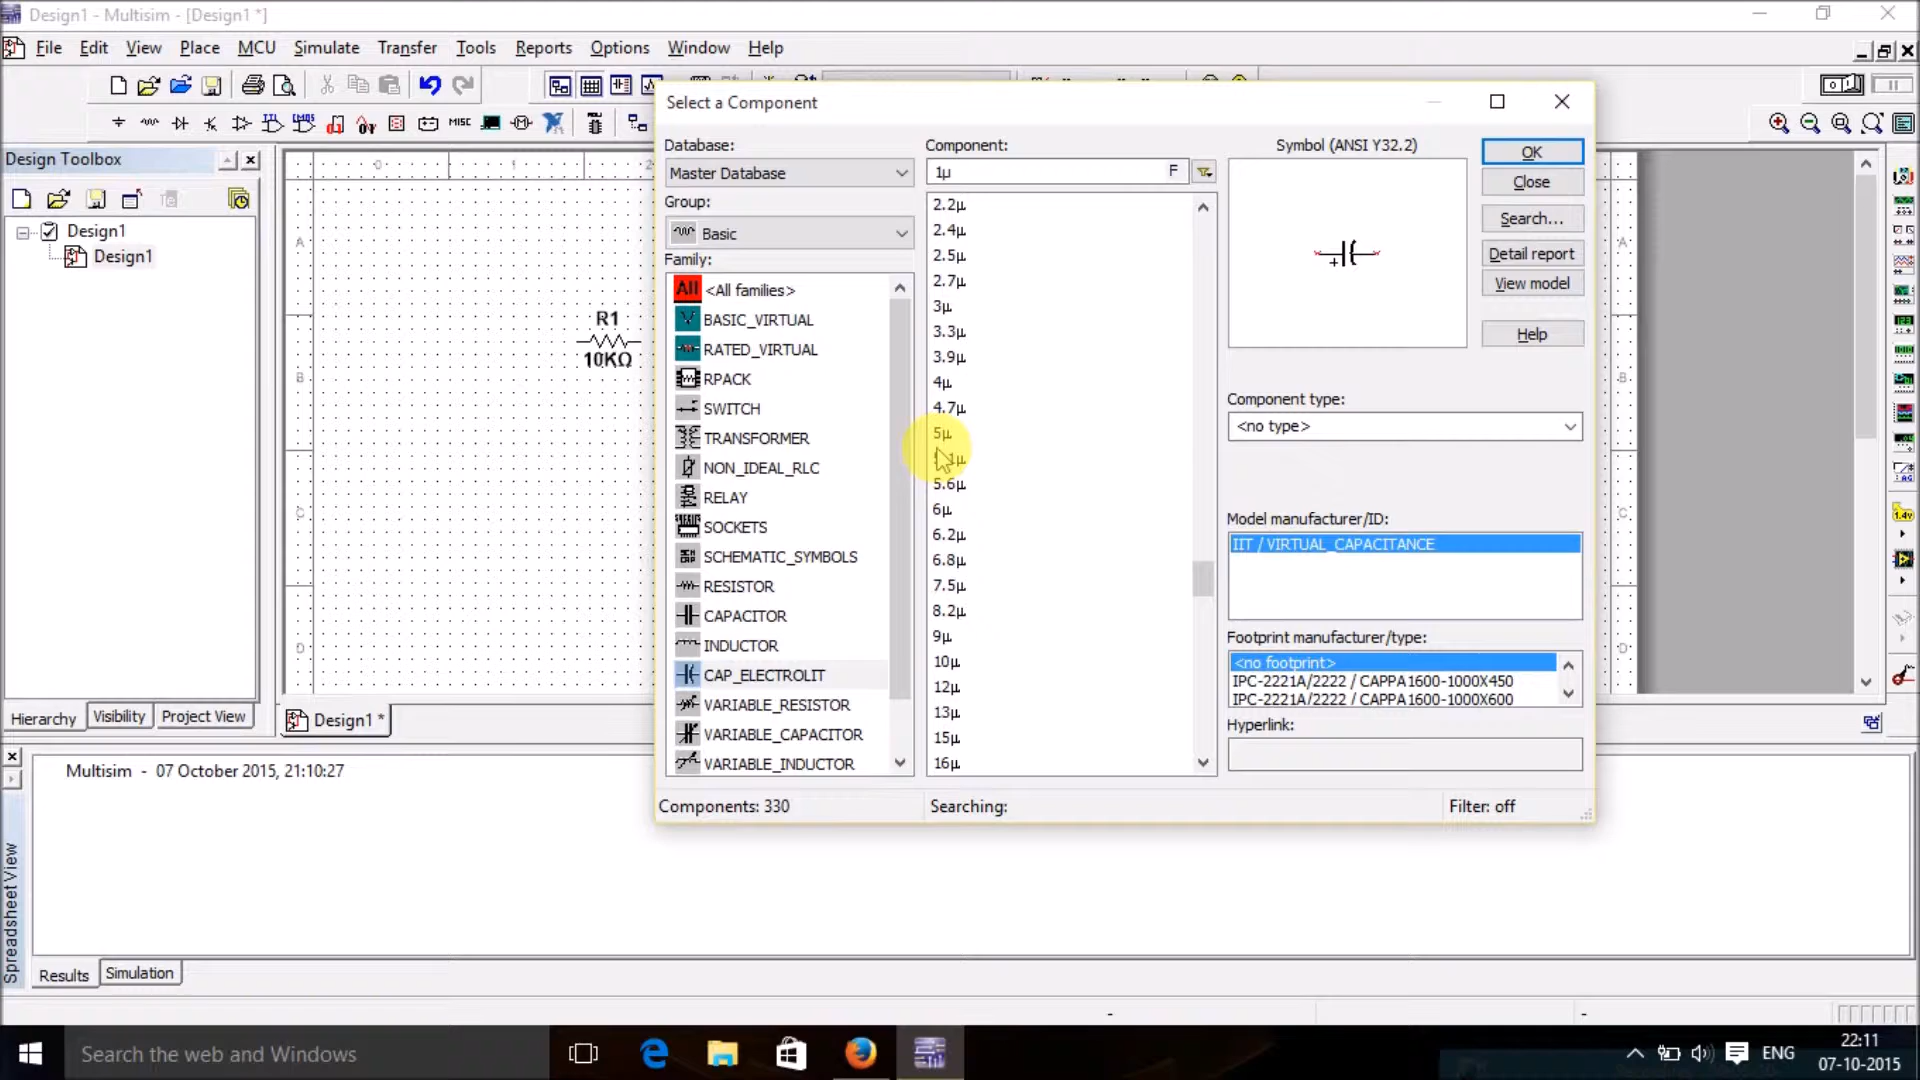 Design1 - Multisim - [Design1 *]
File Edit View Place MCU Simulate Transfer Tools Reports Options Window Help
MISC
Design Toolbox
Design1
Design1
Hierarchy Visibility Project View
0 1 2
A
B
C
D
R1
10KΩ
Design1 *
Select a Component
Database:
Master Database
Group:
Basic
Family:
All <All families>
BASIC_VIRTUAL
RATED_VIRTUAL
RPACK
SWITCH
TRANSFORMER
NON_IDEAL_RLC
RELAY
SOCKETS
SCHEMATIC_SYMBOLS
RESISTOR
CAPACITOR
INDUCTOR
CAP_ELECTROLIT
VARIABLE_RESISTOR
VARIABLE_CAPACITOR
VARIABLE_INDUCTOR
Component:
1µ F
2.2µ
2.4µ
2.5µ
2.7µ
3µ
3.3µ
3.9µ
4µ
4.7µ
5µ
5.6µ
6µ
6.2µ
6.8µ
7.5µ
8.2µ
9µ
10µ
12µ
13µ
15µ
16µ
Symbol (ANSI Y32.2)
+
OK
Close
Search...
Detail report
View model
Help
Component type:
<no type>
Model manufacturer/ID:
IIT / VIRTUAL_CAPACITANCE
Footprint manufacturer/type:
<no footprint>
IPC-2221A/2222 / CAPPA1600-1000X450
IPC-2221A/2222 / CAPPA1600-1000X600
Hyperlink:
Components: 330 Searching: Filter: off
A
B
C
D
1.4v
Multisim - 07 October 2015, 21:10:27
Spreadsheet View
Results Simulation
- -
Search the web and Windows
ENG
22:11
07-10-2015